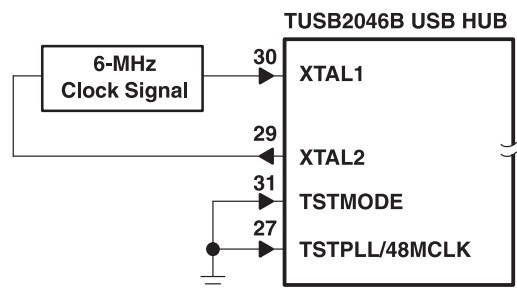 TUSB2046B USB HUB
6-MHz
Clock Signal
30
XTAL1
29
XTAL2
31
TSTMODE
27
TSTPLL/48MCLK